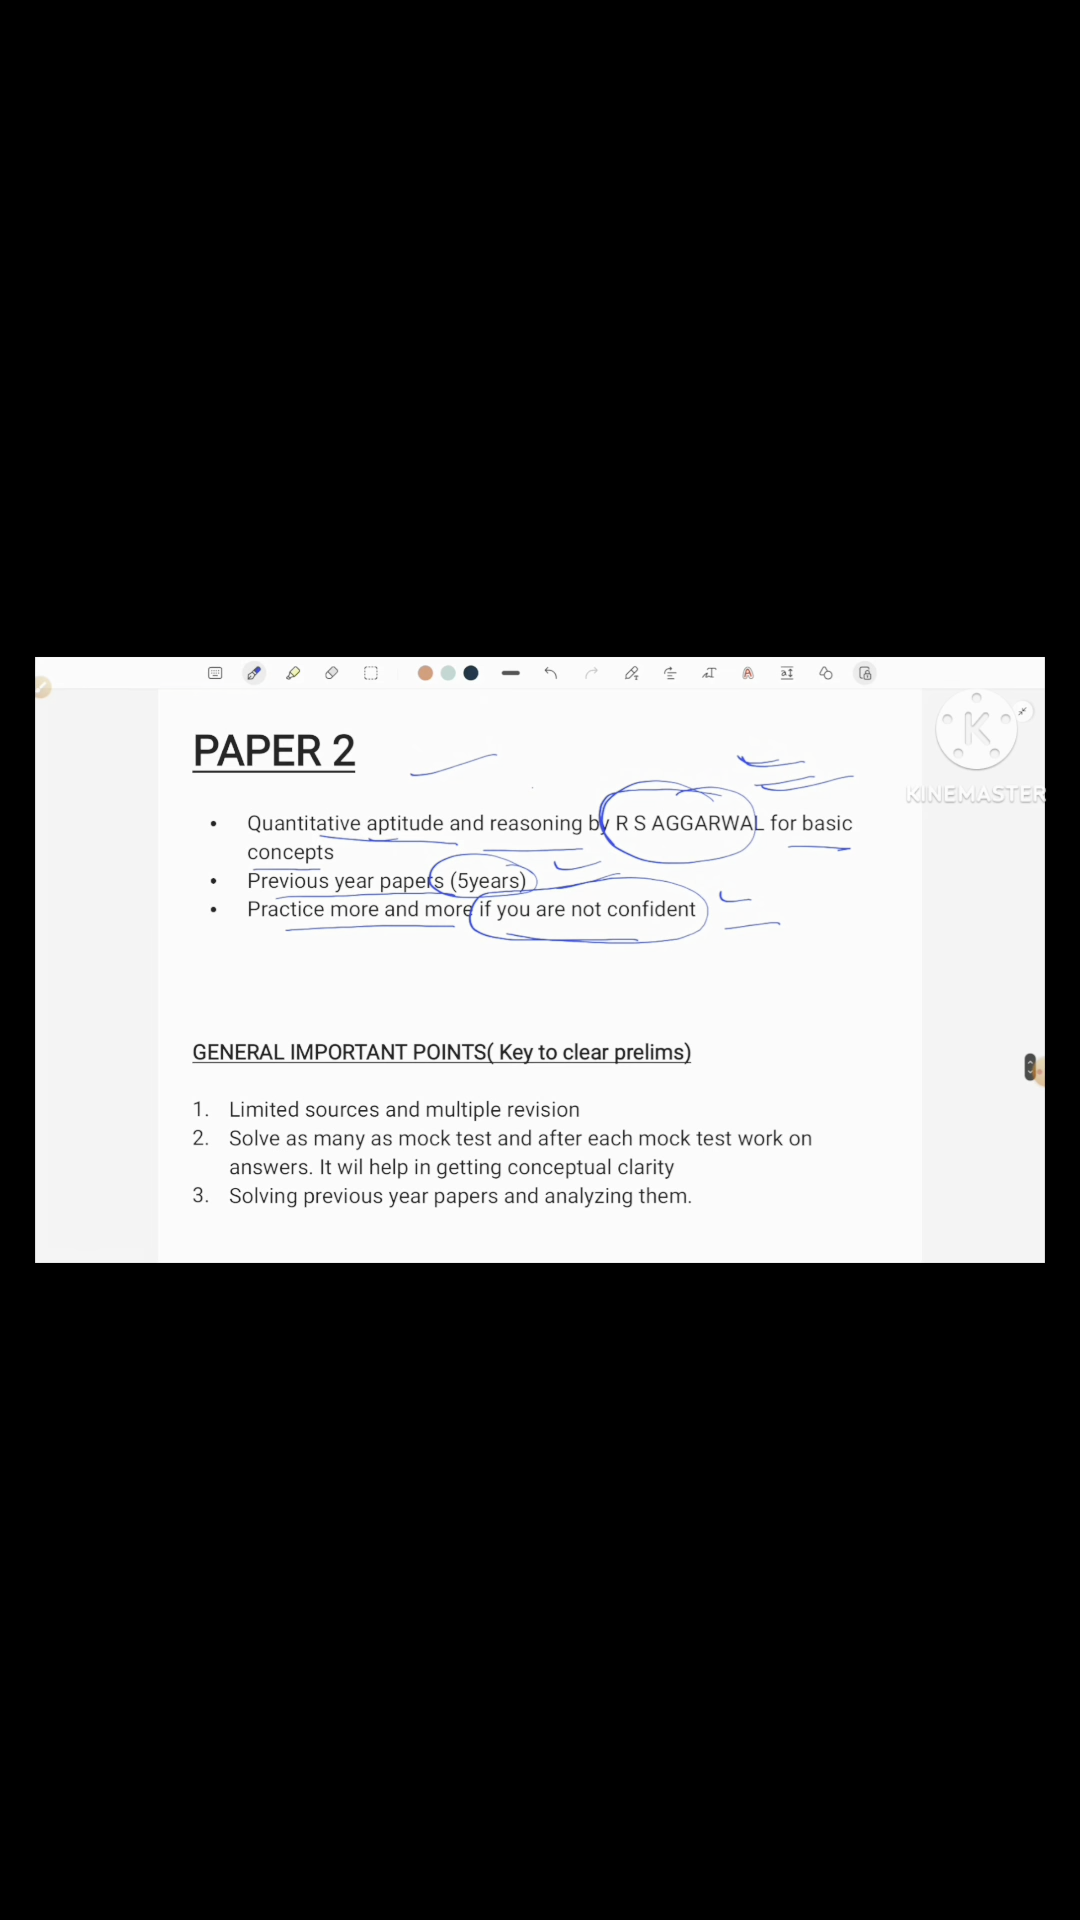 PAPER 2
KINEMASTER
• Quantitative aptitude and reasoning by R S AGGARWAL for basic
concepts
• Previous year papers (5years)
• Practice more and more if you are not confident
GENERAL IMPORTANT POINTS( Key to clear prelims)
1. Limited sources and multiple revision
2. Solve as many as mock test and after each mock test work on
answers. It wil help in getting conceptual clarity
3. Solving previous year papers and analyzing them.